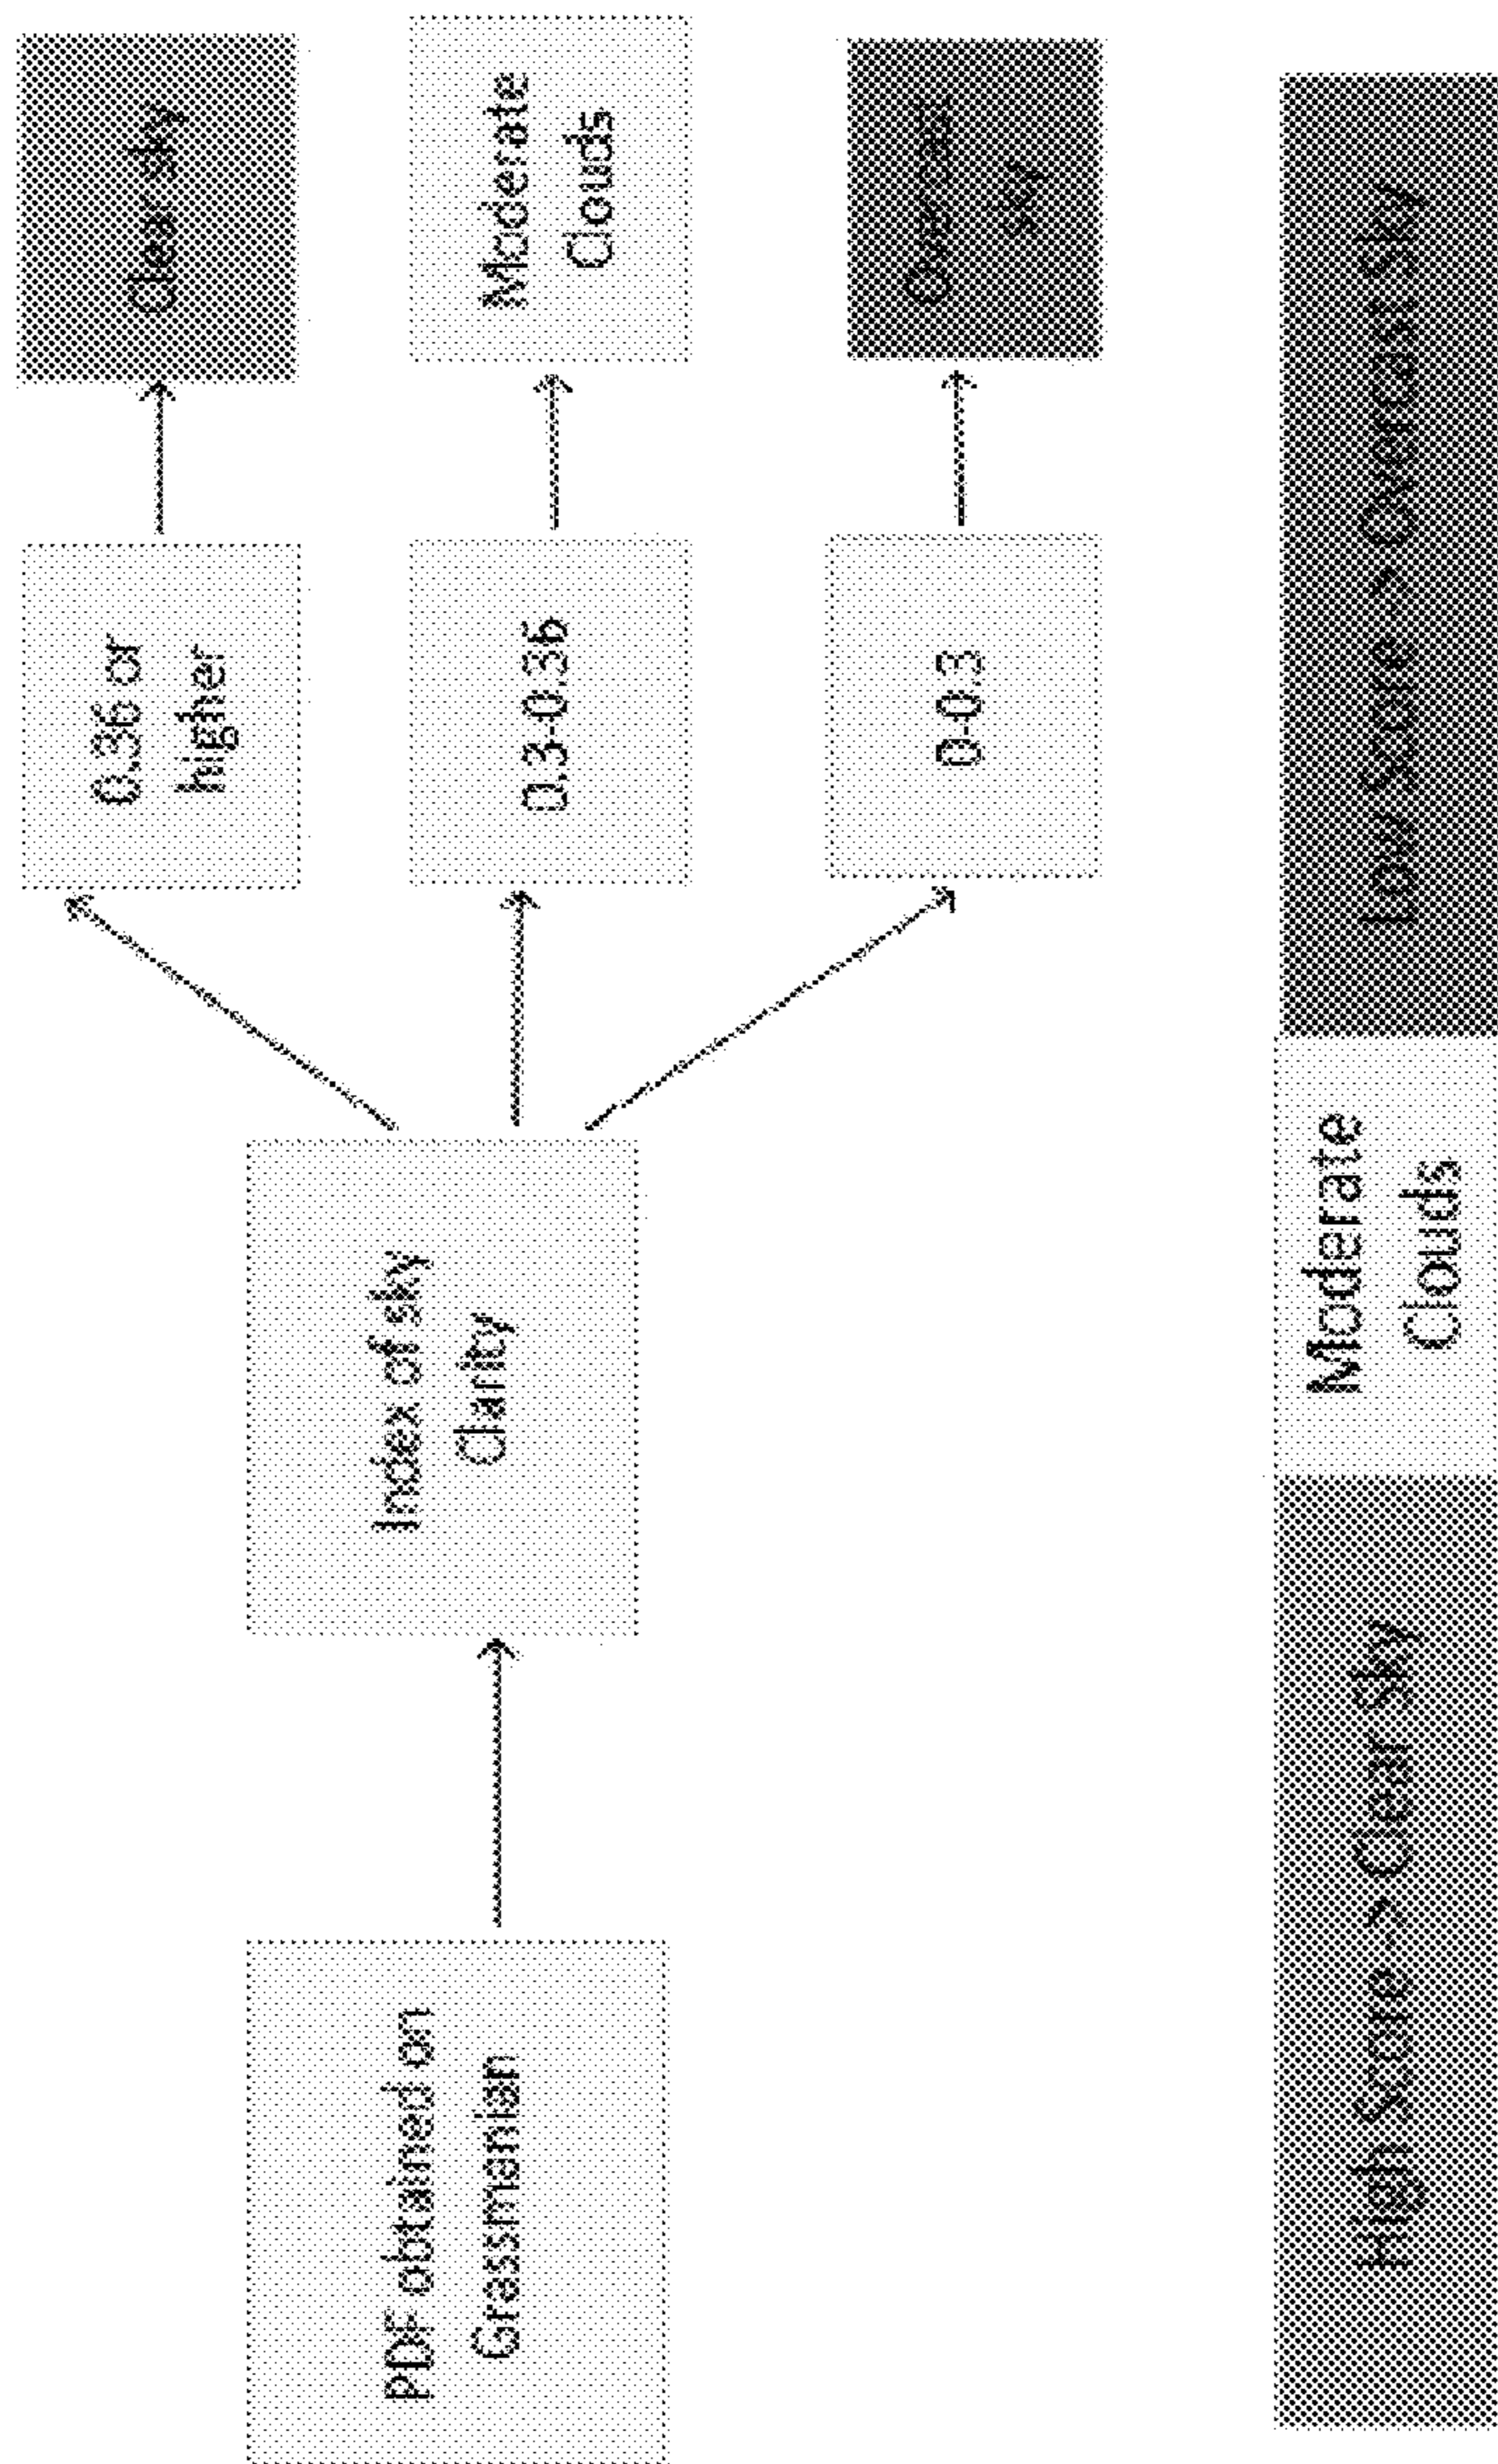 PDF obtained on
Grassmanian
Index of sky
Clarity
0.36 or
higher
Clear sky
0.3-0.36
Moderate
Clouds
0-0.3
Overcast
sky
High Score -> Clear Sky
Moderate
Clouds
Low Score -> Overcast Sky